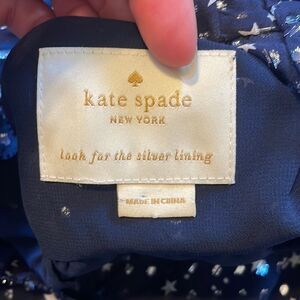 kate spade
NEW YORK
look for the silver lining
MADE IN CHINA